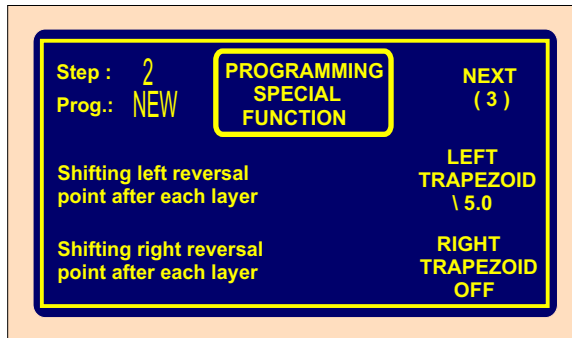 Step : 2
Prog.: NEW
PROGRAMMING
SPECIAL
FUNCTION
NEXT
( 3 )
Shifting left reversal
point after each layer
LEFT
TRAPEZOID
\ 5.0
Shifting right reversal
point after each layer
RIGHT
TRAPEZOID
OFF